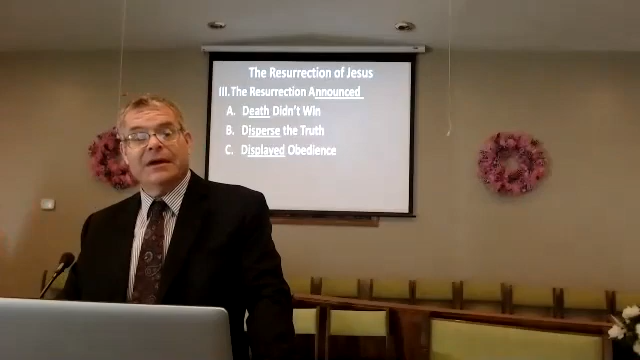 The Resurrection of Jesus
III. The Resurrection Announced
A. Death Didn't Win
B. Disperse the Truth
C. Displayed Obedience